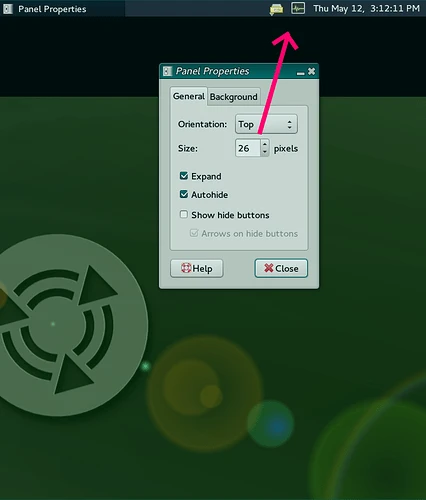 Panel Properties
Thu May 12, 3:12:11 PM
Panel Properties
General Background
Orientation: Top
Size: 26 pixels
Expand
Autohide
Show hide buttons
Arrows on hide buttons
Help Close